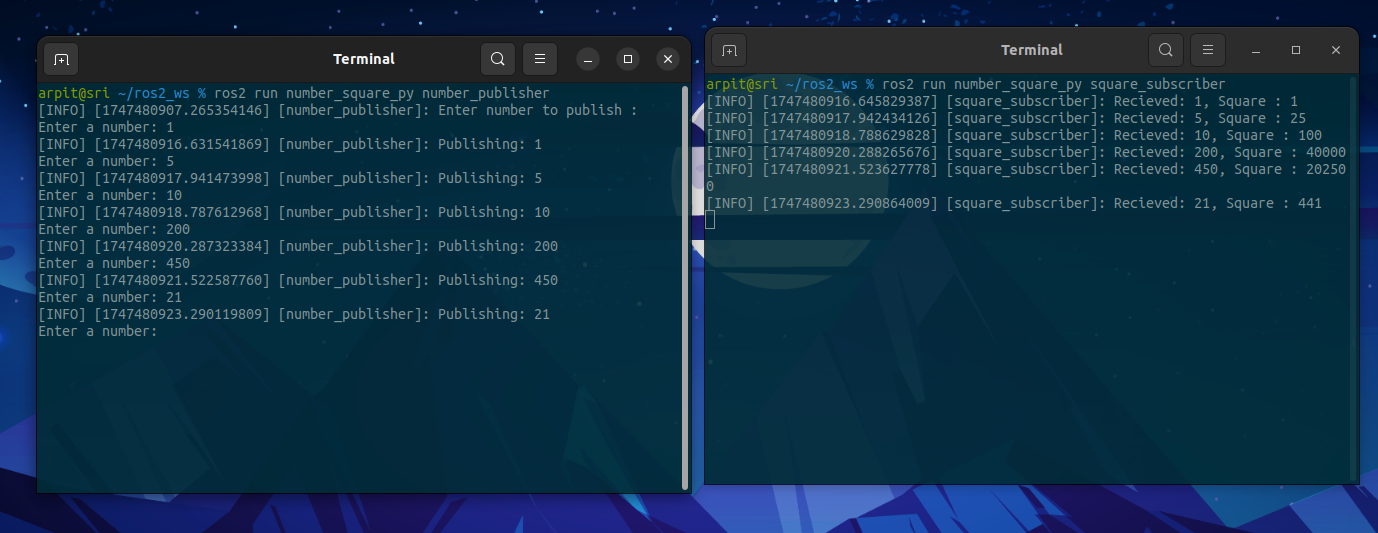 Terminal
arpit@sri ~/ros2_ws % ros2 run number_square_py number_publisher
[INFO] [1747480907.265354146] [number_publisher]: Enter number to publlsh :
Enter a number: 1
[INFO] [1747480916.631541869] [number_publisher]: Publishing: 1
Enter a number: 5
[INFO] [1747480917.941473998] [number_publisher]: Publishing: 5
Enter a number: 10
[INFO] [1747480918.787612968] [number_publisher]: Publishing: 10
Enter a number: 200
[INFO] [1747480920.287323384] [number_publisher]: Publishing: 200
Enter a number: 450
[INFO] [1747480921.522587760] [number_publisher]: Publishing: 450
Enter a number: 21
[INFO] [1747480923.290119809] [number_publisher]: Publishing: 21
Enter a number:
Terminal
arpit@sri ~/ros2_ws % ros2 run number_square_py square_subscriber
[INFO] [1747480916.645829387] [square_subscriber]: Recieved: 1, Square : 1
[INFO] [1747480917.942434126] [square_subscriber]: Recieved: 5, Square : 25
[INFO] [1747480918.788629828] [square_subscriber]: Recieved: 10, Square : 100
[INFO] [1747480920.288265676] [square_subscriber]: Recieved: 200, Square : 40000
[INFO] [1747480921.523627778] [square_subscriber]: Recieved: 450, Square : 20250
0
[INFO] [1747480923.290864009] [square_subscriber]: Recieved: 21, Square : 441